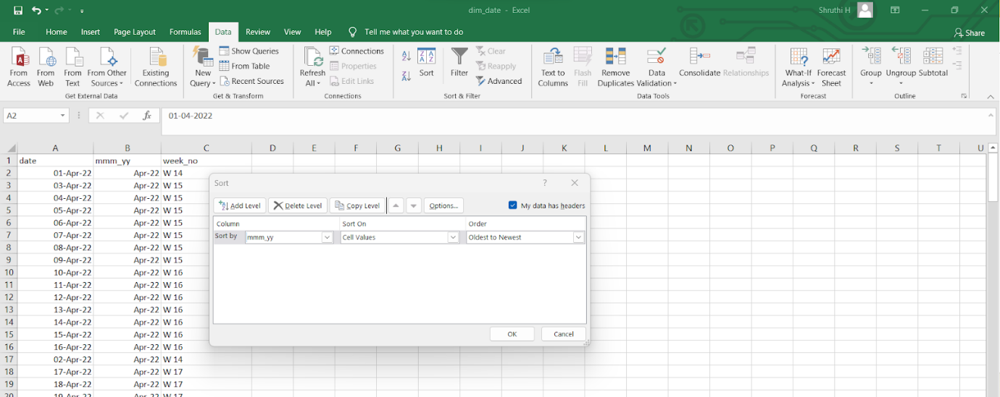 dim_date - Excel
Shruthi H
File Home Insert Page Layout Formulas Data Review View Help Tell me what you want to do Share
From Access
From Web
From Text
From Other Sources
Existing Connections
Get External Data
New Query
Show Queries
From Table
Recent Sources
Get & Transform
Refresh All
Connections
Properties
Edit Links
Connections
Sort
Filter
Clear
Reapply
Advanced
Sort & Filter
Text to Columns
Flash Fill
Remove Duplicates
Data Validation
Consolidate
Relationships
Data Tools
What-If Analysis
Forecast Sheet
Forecast
Group
Ungroup
Subtotal
Outline
A2 fx 01-04-2022
A B C D E F G H I J K L M N O P Q R S T U
1 date mmm_yy week_no
2 01-Apr-22 Apr-22 W 14
3 03-Apr-22 Apr-22 W 15
4 04-Apr-22 Apr-22 W 15
5 05-Apr-22 Apr-22 W 15
6 06-Apr-22 Apr-22 W 15
7 07-Apr-22 Apr-22 W 15
8 08-Apr-22 Apr-22 W 15
9 09-Apr-22 Apr-22 W 15
10 10-Apr-22 Apr-22 W 16
11 11-Apr-22 Apr-22 W 16
12 12-Apr-22 Apr-22 W 16
13 13-Apr-22 Apr-22 W 16
14 14-Apr-22 Apr-22 W 16
15 15-Apr-22 Apr-22 W 16
16 16-Apr-22 Apr-22 W 16
17 02-Apr-22 Apr-22 W 14
18 17-Apr-22 Apr-22 W 17
19 18-Apr-22 Apr-22 W 17
20 19-Apr-22 Apr-22 W 17
Sort ?
Add Level Delete Level Copy Level Options... My data has headers
Column Sort On Order
Sort by mmm_yy Cell Values Oldest to Newest
OK Cancel